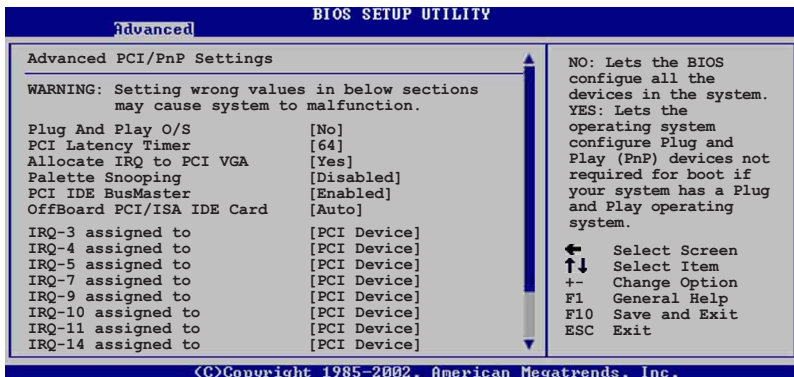 BIOS SETUP UTILITY
Advanced
Advanced PCI/PnP Settings
WARNING: Setting wrong values in below sections
may cause system to malfunction.
Plug And Play O/S [No]
PCI Latency Timer [64]
Allocate IRQ to PCI VGA [Yes]
Palette Snooping [Disabled]
PCI IDE BusMaster [Enabled]
OffBoard PCI/ISA IDE Card [Auto]
IRQ-3 assigned to [PCI Device]
IRQ-4 assigned to [PCI Device]
IRQ-5 assigned to [PCI Device]
IRQ-7 assigned to [PCI Device]
IRQ-9 assigned to [PCI Device]
IRQ-10 assigned to [PCI Device]
IRQ-11 assigned to [PCI Device]
IRQ-14 assigned to [PCI Device]
NO: Lets the BIOS
configue all the
devices in the system.
YES: Lets the
operating system
configure Plug and
Play (PnP) devices not
required for boot if
your system has a Plug
and Play operating
system.
← Select Screen
↑↓ Select Item
+- Change Option
F1 General Help
F10 Save and Exit
ESC Exit
(C)Copyright 1985-2002, American Megatrends, Inc.